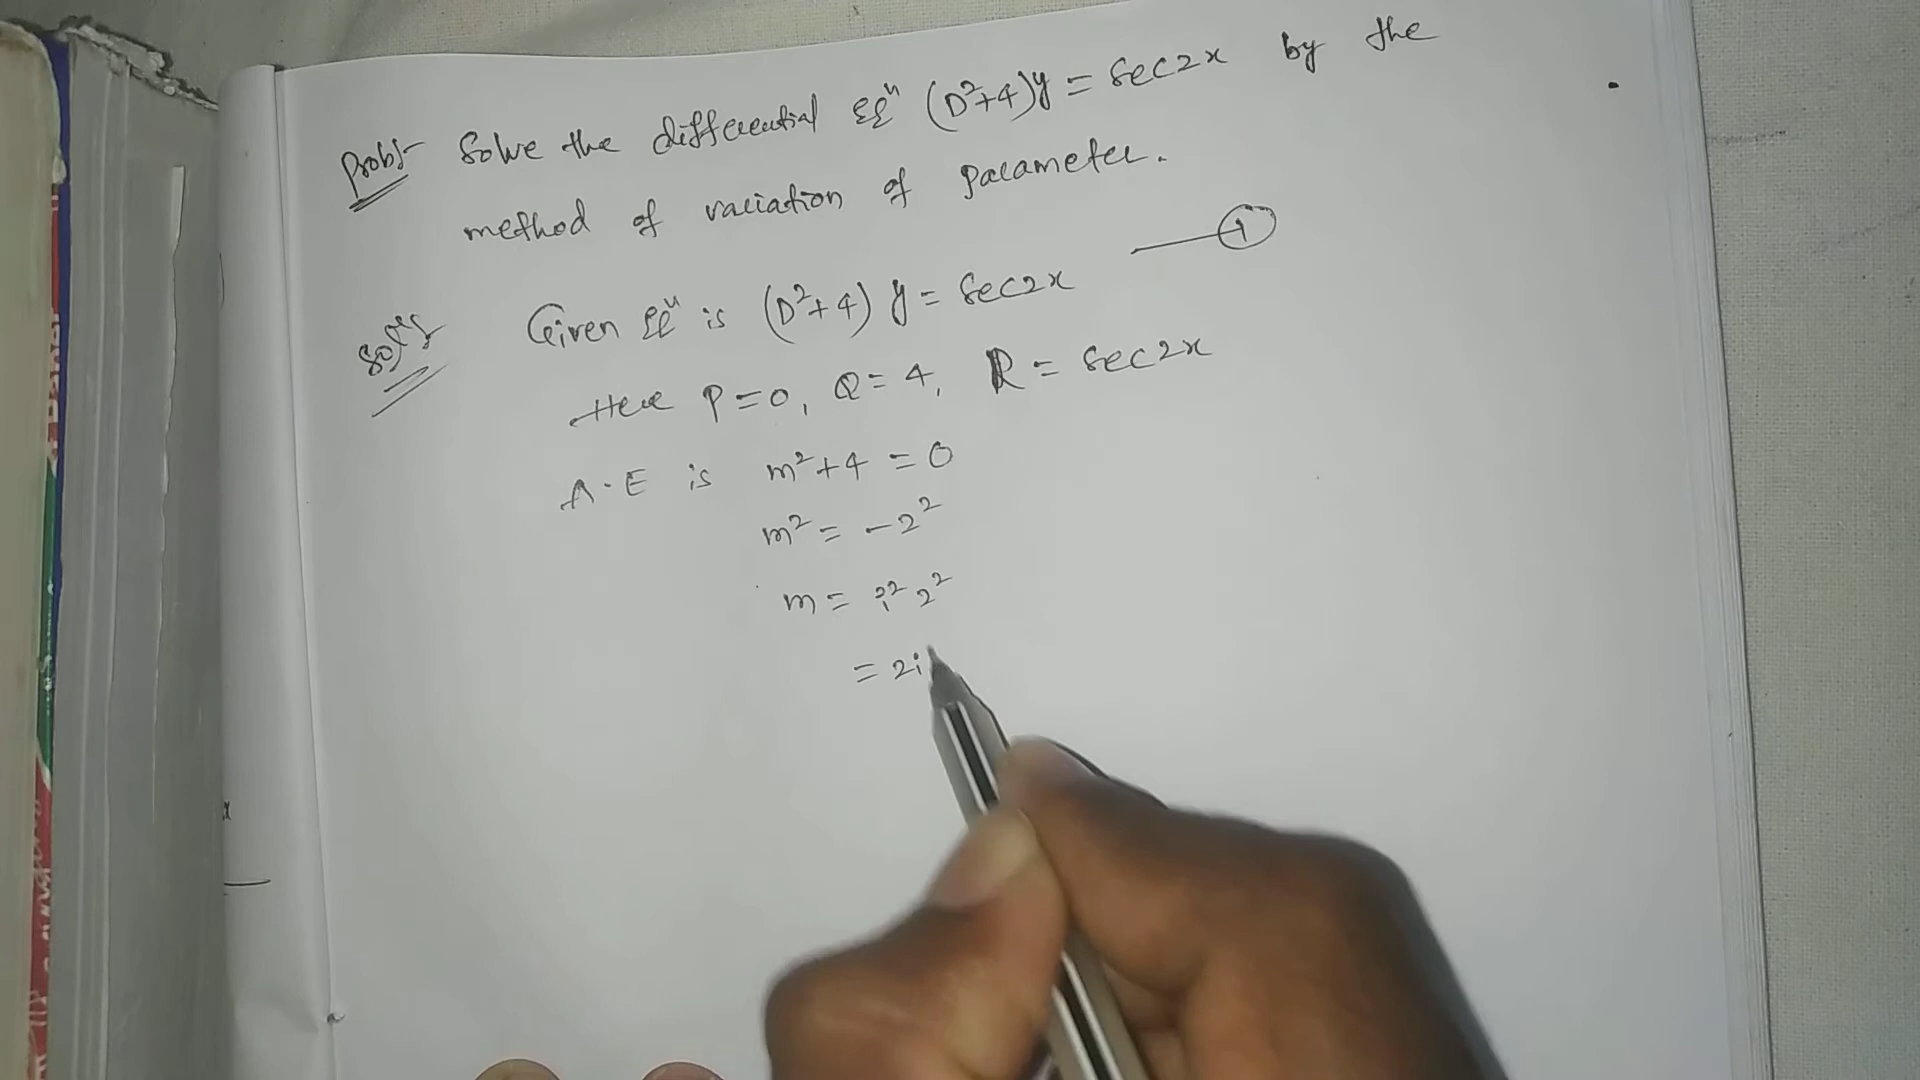 Prob:- Solve the differential Eqⁿ (D²+4)y = Sec2x by the
method of variation of parameter.
Solⁿ:- Given Eqⁿ is (D²+4) y = Sec2x —①
Here P=0, Q=4, R = Sec2x
A·E is m²+4 = 0
m² = -2²
m = i² 2²
= 2i